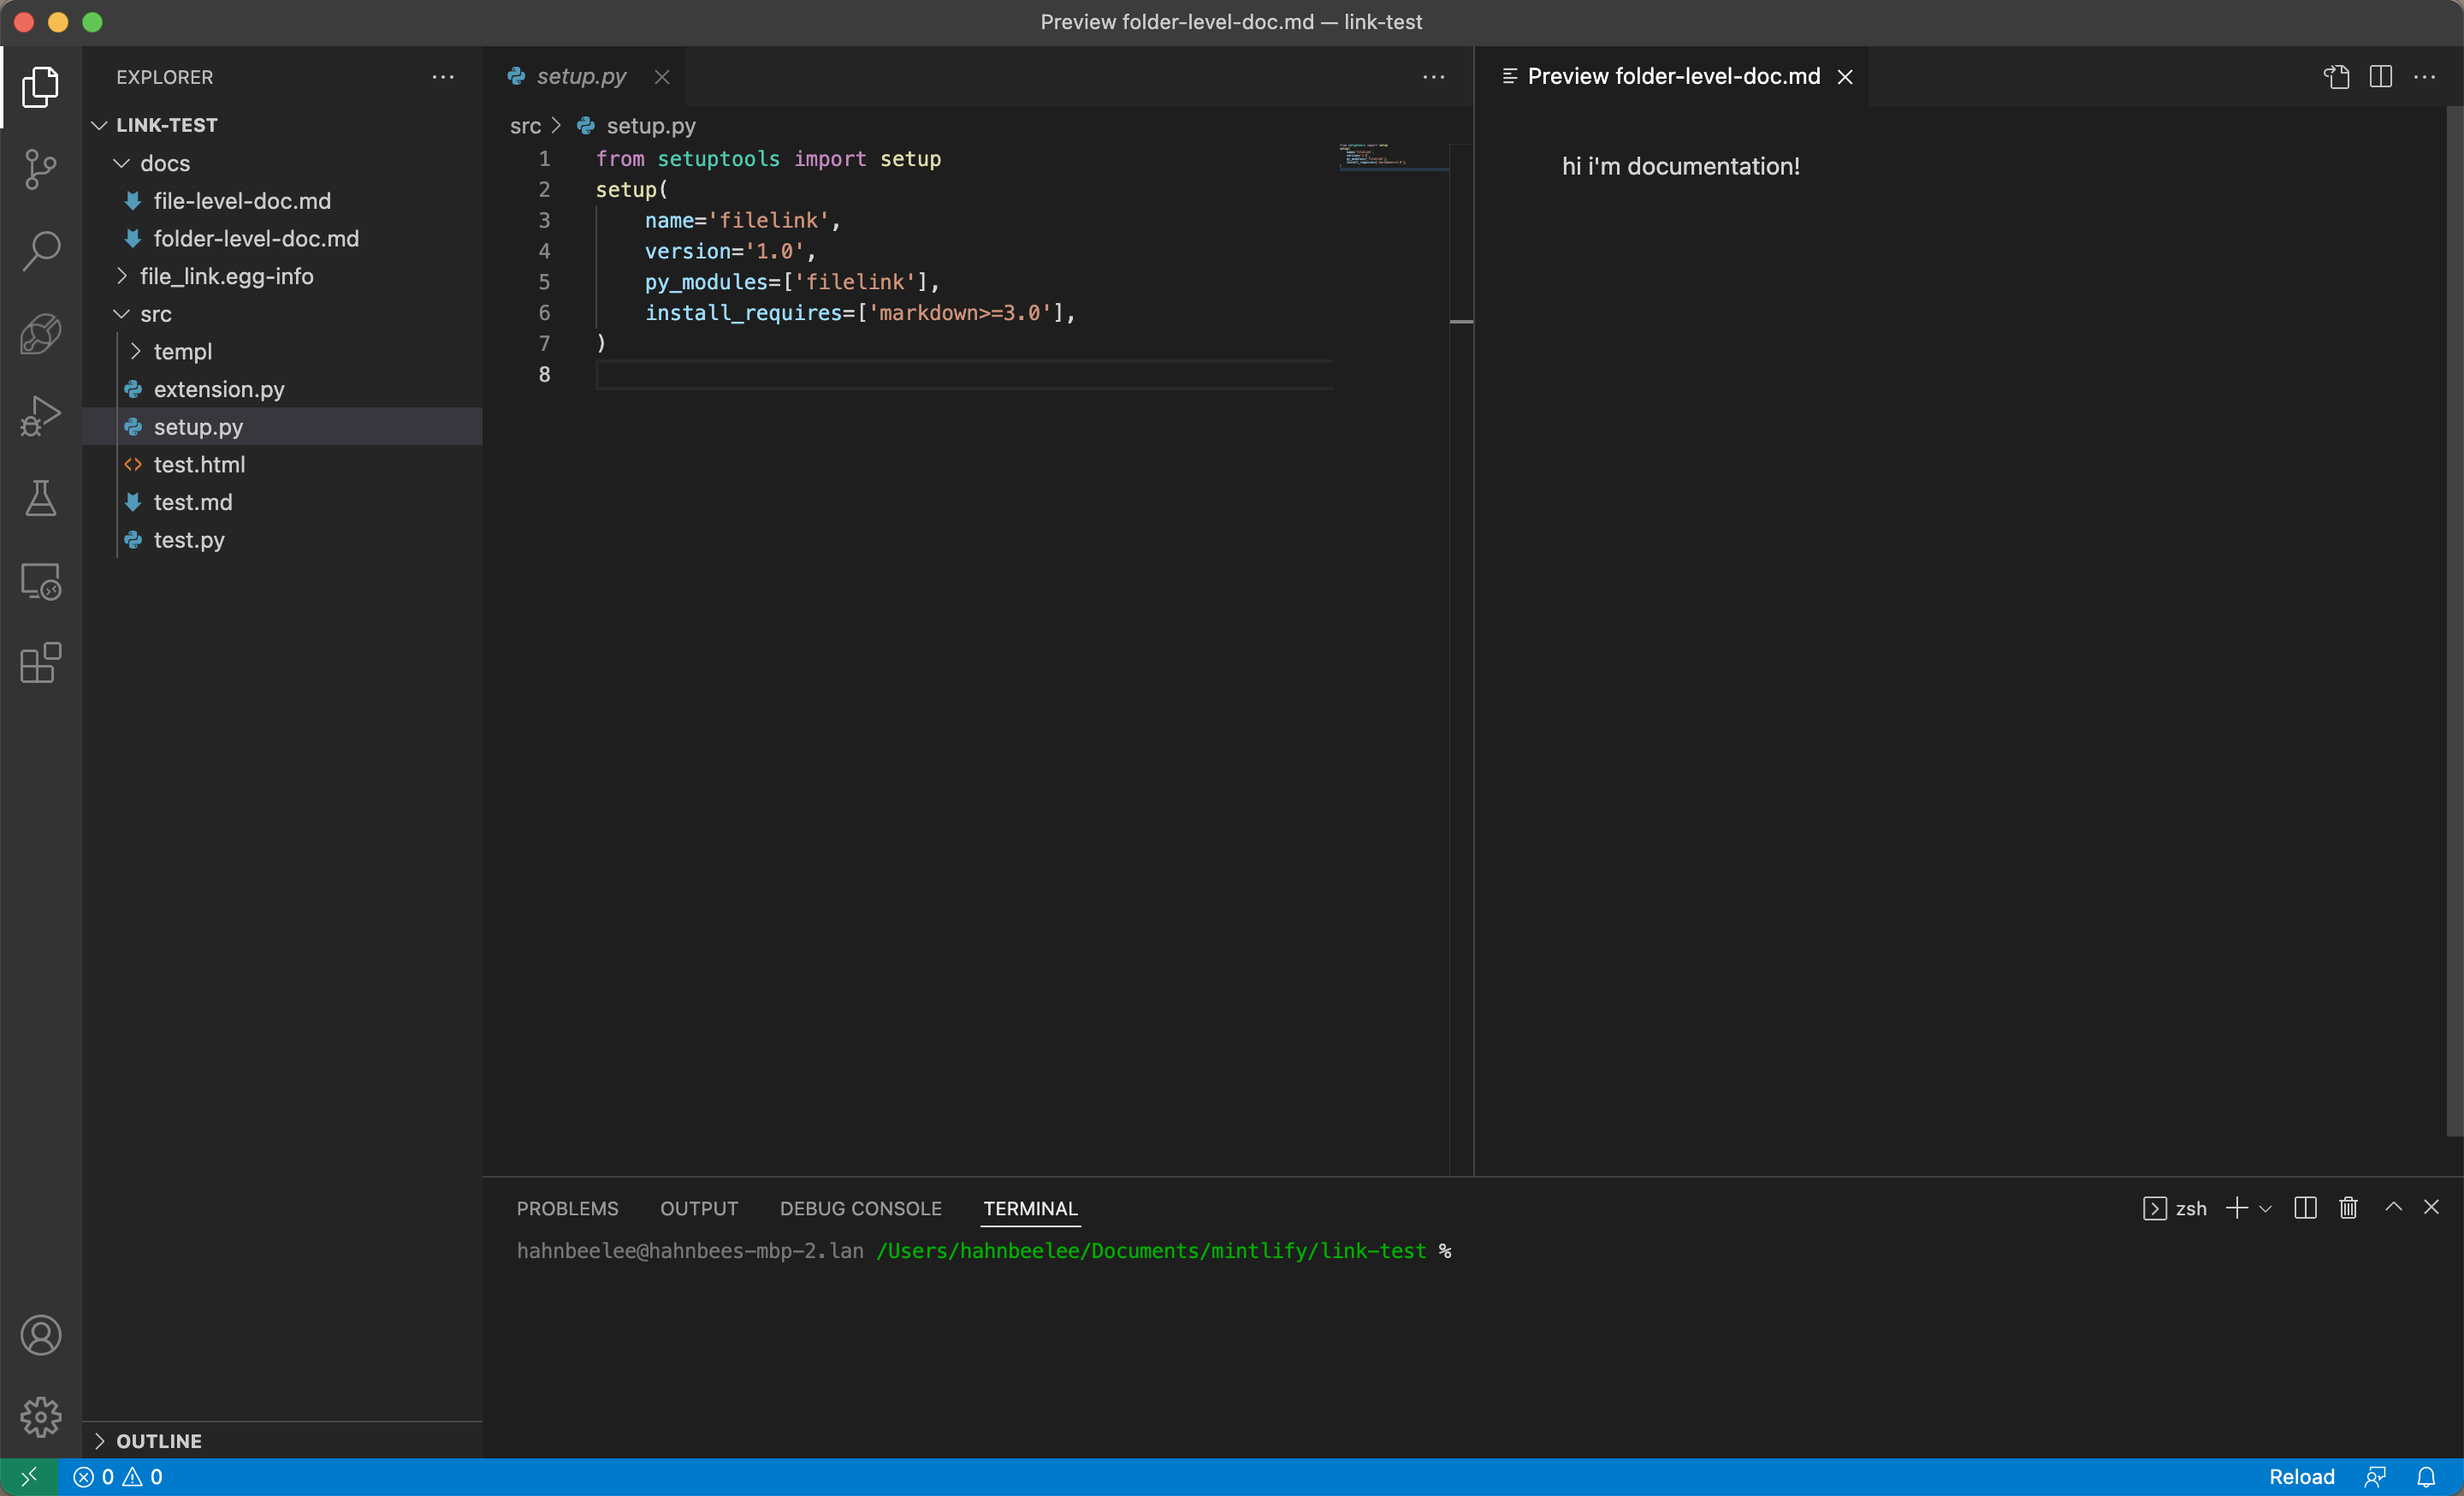 Preview folder-level-doc.md — link-test
EXPLORER
LINK-TEST
docs
file-level-doc.md
folder-level-doc.md
file_link.egg-info
src
templ
extension.py
setup.py
test.html
test.md
test.py
OUTLINE
setup.py
src > setup.py
1 from setuptools import setup
2 setup(
3 name='filelink',
4 version='1.0',
5 py_modules=['filelink'],
6 install_requires=['markdown>=3.0'],
7 )
8
Preview folder-level-doc.md
hi i'm documentation!
PROBLEMS OUTPUT DEBUG CONSOLE TERMINAL
zsh
hahnbeelee@hahnbees-mbp-2.lan /Users/hahnbeelee/Documents/mintlify/link-test %
0 0
Reload